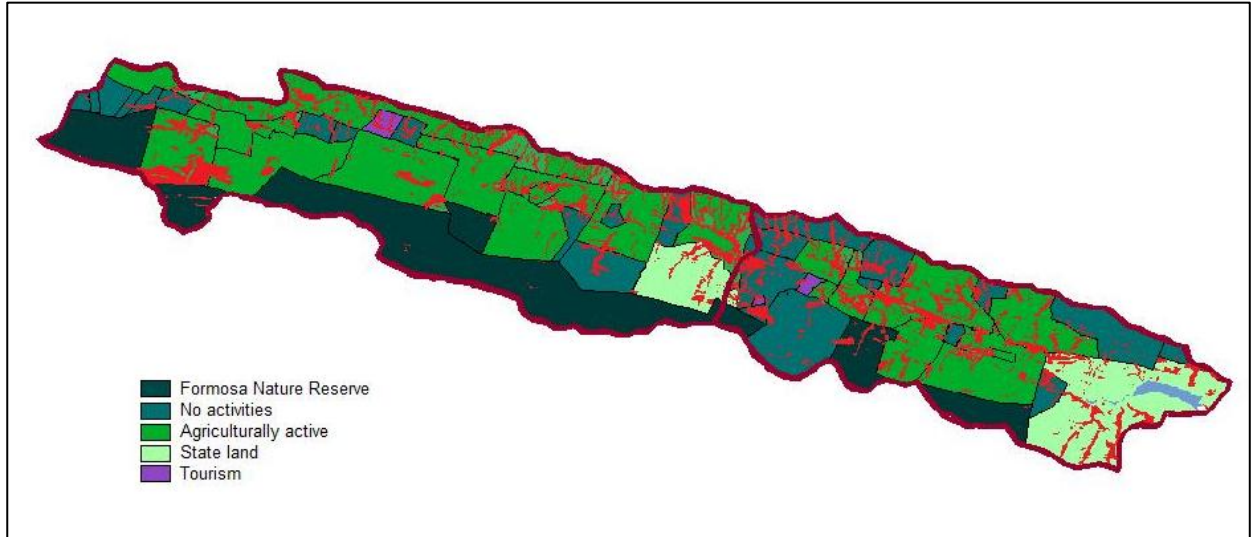 Formosa Nature Reserve
No activities
Agriculturally active
State land
Tourism